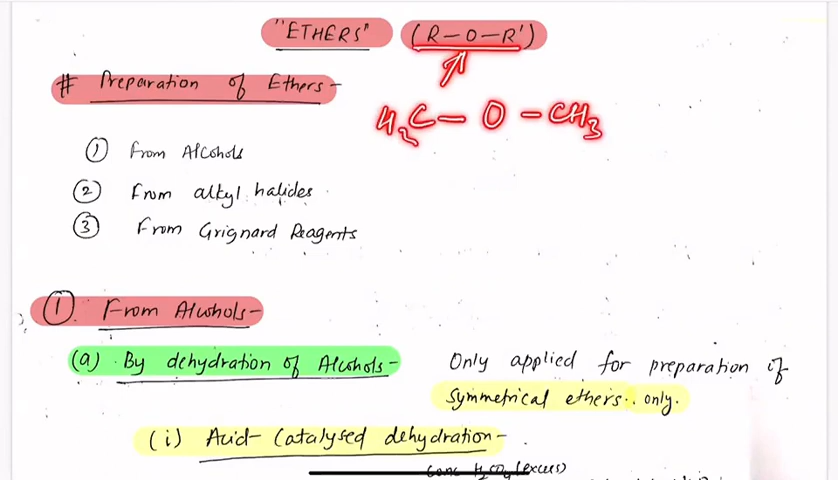 "ETHERS" (R-O-R')
# Preparation of Ethers-
H2C - O - CH3
① From Alcohols
② From alkyl halides
③ From Grignard Reagents
① From Alcohols-
(a) By dehydration of Alcohols- Only applied for preparation of
symmetrical ethers.. only.
(i) Acid-Catalysed dehydration-
conc H2SO4 (excess)